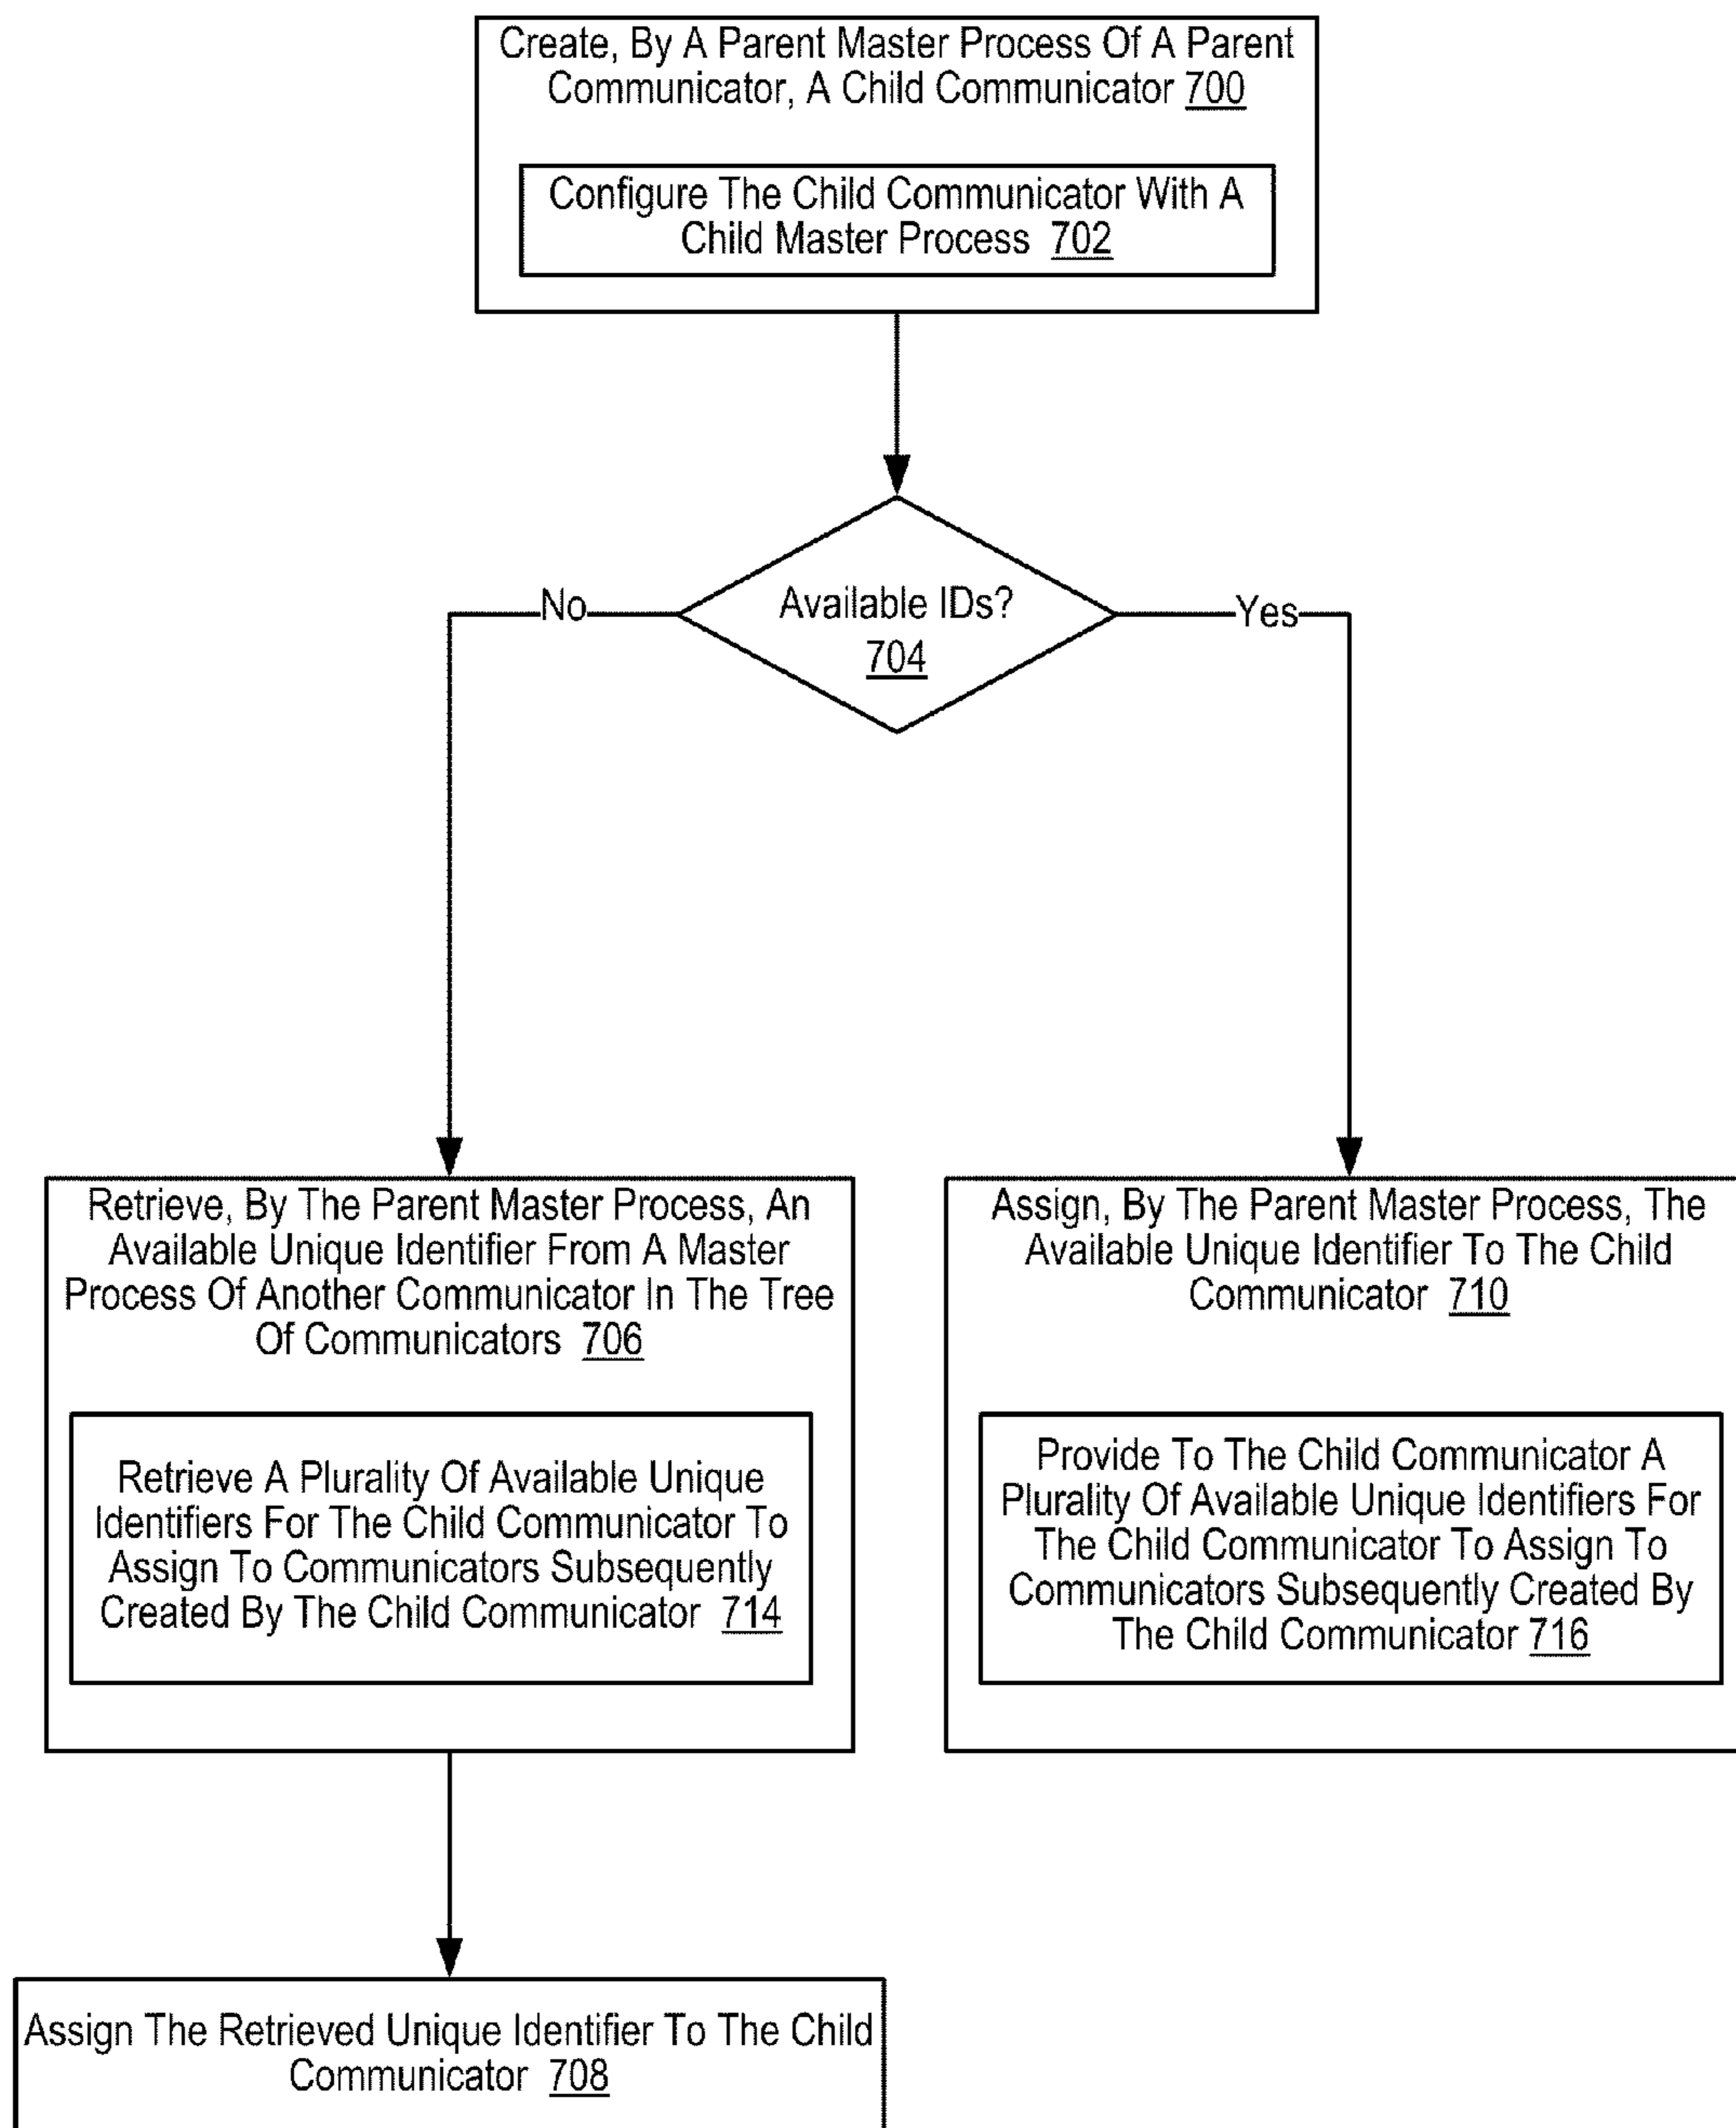 Create, By A Parent Master Process Of A Parent
Communicator, A Child Communicator 700
Configure The Child Communicator With A
Child Master Process 702
Available IDs?
704
No
Yes
Retrieve, By The Parent Master Process, An
Available Unique Identifier From A Master
Process Of Another Communicator In The Tree
Of Communicators 706
Retrieve A Plurality Of Available Unique
Identifiers For The Child Communicator To
Assign To Communicators Subsequently
Created By The Child Communicator 714
Assign, By The Parent Master Process, The
Available Unique Identifier To The Child
Communicator 710
Provide To The Child Communicator A
Plurality Of Available Unique Identifiers For
The Child Communicator To Assign To
Communicators Subsequently Created By
The Child Communicator 716
Assign The Retrieved Unique Identifier To The Child
Communicator 708